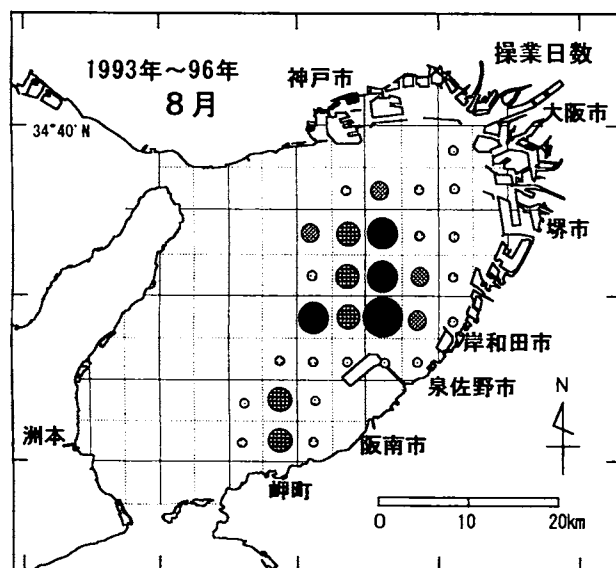 1993年～96年
8月
操業日数
神戸市
大阪市
34°40′N
堺市
岸和田市
泉佐野市
洲本
阪南市
岬町
N
0 10 20km